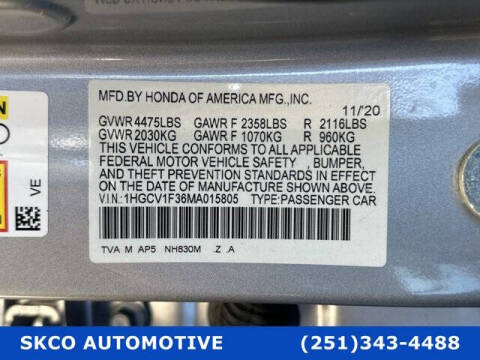 MFD.BY HONDA OF AMERICA MFG.,INC.
11/20
GVWR 4475LBS GAWR F 2358LBS R 2116LBS
GVWR 2030KG GAWR F 1070KG R 960KG
THIS VEHICLE CONFORMS TO ALL APPLICABLE
FEDERAL MOTOR VEHICLE SAFETY , BUMPER,
AND THEFT PREVENTION STANDARDS IN EFFECT
ON THE DATE OF MANUFACTURE SHOWN ABOVE.
V.I.N: 1HGCV1F36MA015805 TYPE:PASSENGER CAR
TVA M AP5 NH830M .Z .A
VE
SKCO AUTOMOTIVE (251)343-4488